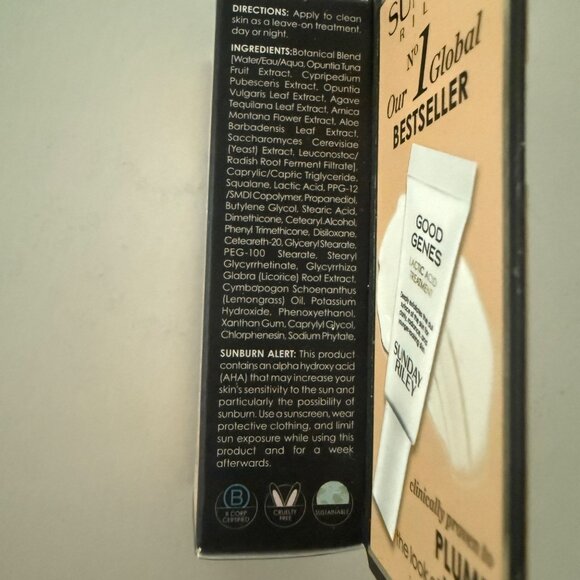 DIRECTIONS: Apply to clean
skin as a leave-on treatment,
day or night.
INGREDIENTS:Botanical Blend
[Water/Eau/Aqua, Opuntia Tuna
Fruit Extract, Cypripedium
Pubescens Extract, Opuntia
Vulgaris Leaf Extract, Agave
Tequilana Leaf Extract, Arnica
Montana Flower Extract, Aloe
Barbadensis Leaf Extract,
Saccharomyces Cerevisiae
(Yeast) Extract, Leuconostoc/
Radish Root Ferment Filtrate],
Caprylic/Capric Triglyceride,
Squalane, Lactic Acid, PPG-12
/SMDI Copolymer, Propanediol,
Butylene Glycol, Stearic Acid,
Dimethicone, Cetearyl Alcohol,
Phenyl Trimethicone, Disiloxane,
Ceteareth-20, Glyceryl Stearate,
PEG-100 Stearate, Stearyl
Glycyrrhetinate, Glycyrrhiza
Glabra (Licorice) Root Extract,
Cymbopogon Schoenanthus
(Lemongrass) Oil, Potassium
Hydroxide, Phenoxyethanol,
Xanthan Gum, Caprylyl Glycol,
Chlorphenesin, Sodium Phytate.
SUNBURN ALERT: This product
contains an alpha hydroxy acid
(AHA) that may increase your
skin's sensitivity to the sun and
particularly the possibility of
sunburn. Use a sunscreen, wear
protective clothing, and limit
sun exposure while using this
product and for a week
afterwards.
B
B CORP
CERTIFIED
CRUELTY
FREE
SUSTAINABLE
SU
RIL
Our No 1 Global
BESTSELLER
GOOD
GENES
LACTIC ACID
TREATMENT
SUNDAY
RILEY
clinically proven to
PLUM
the look o